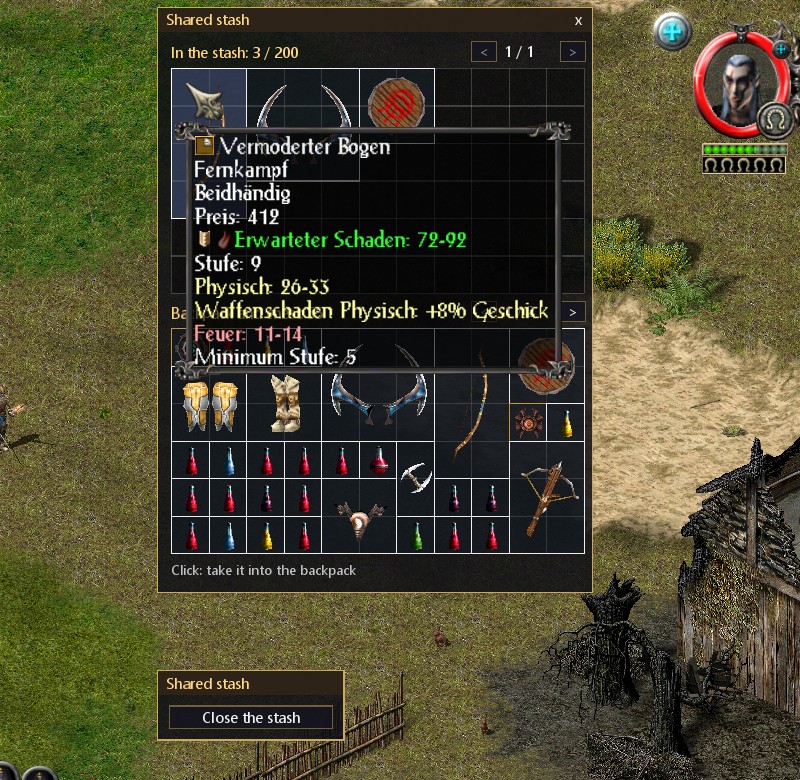 Shared stash
x
In the stash: 3 / 200
<
1 / 1
>
Vermoderter Bogen
Fernkampf
Beidhändig
Preis: 412
Erwarteter Schaden: 72-92
Stufe: 9
Physisch: 26-33
Waffenschaden Physisch: +8% Geschick
>
Feuer: 11-14
Minimum Stufe: 5
Click: take it into the backpack
Shared stash
Close the stash